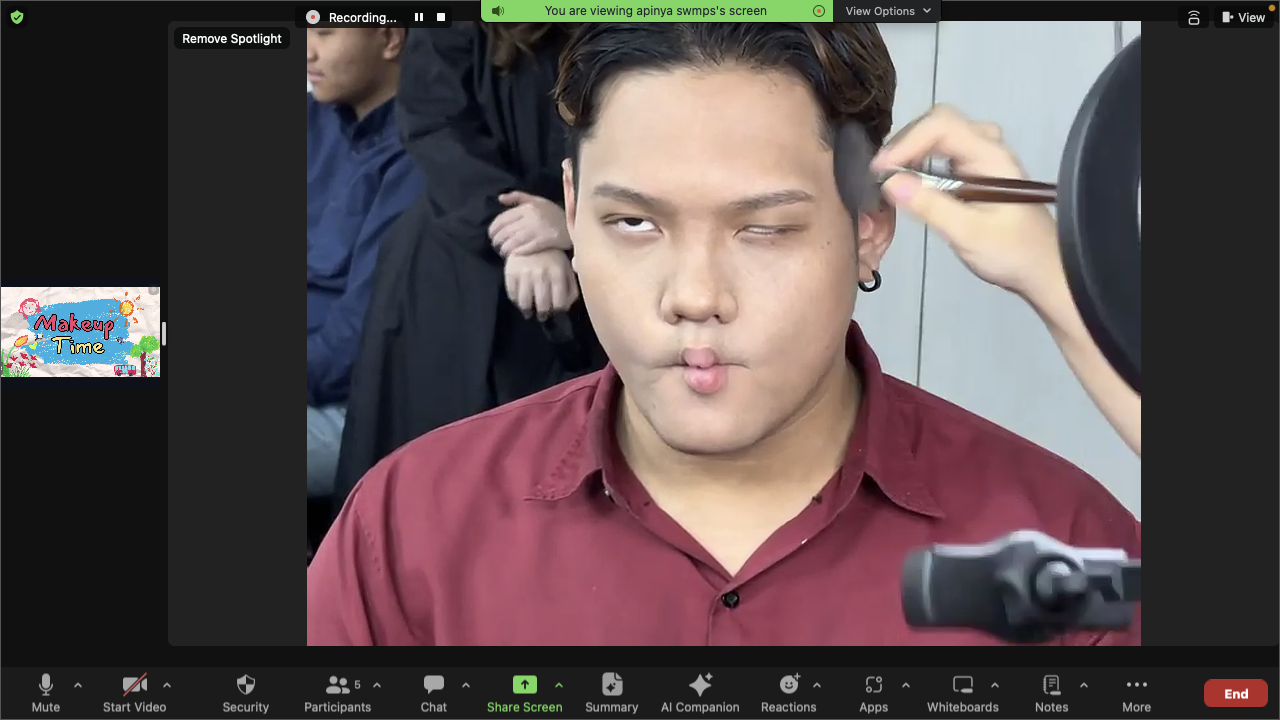 Recording...
You are viewing apinya swmps's screen
View Options
View
Remove Spotlight
Makeup
Time
Mute
Start Video
Security
5
Participants
Chat
Share Screen
Summary
AI Companion
Reactions
Apps
Whiteboards
Notes
More
End